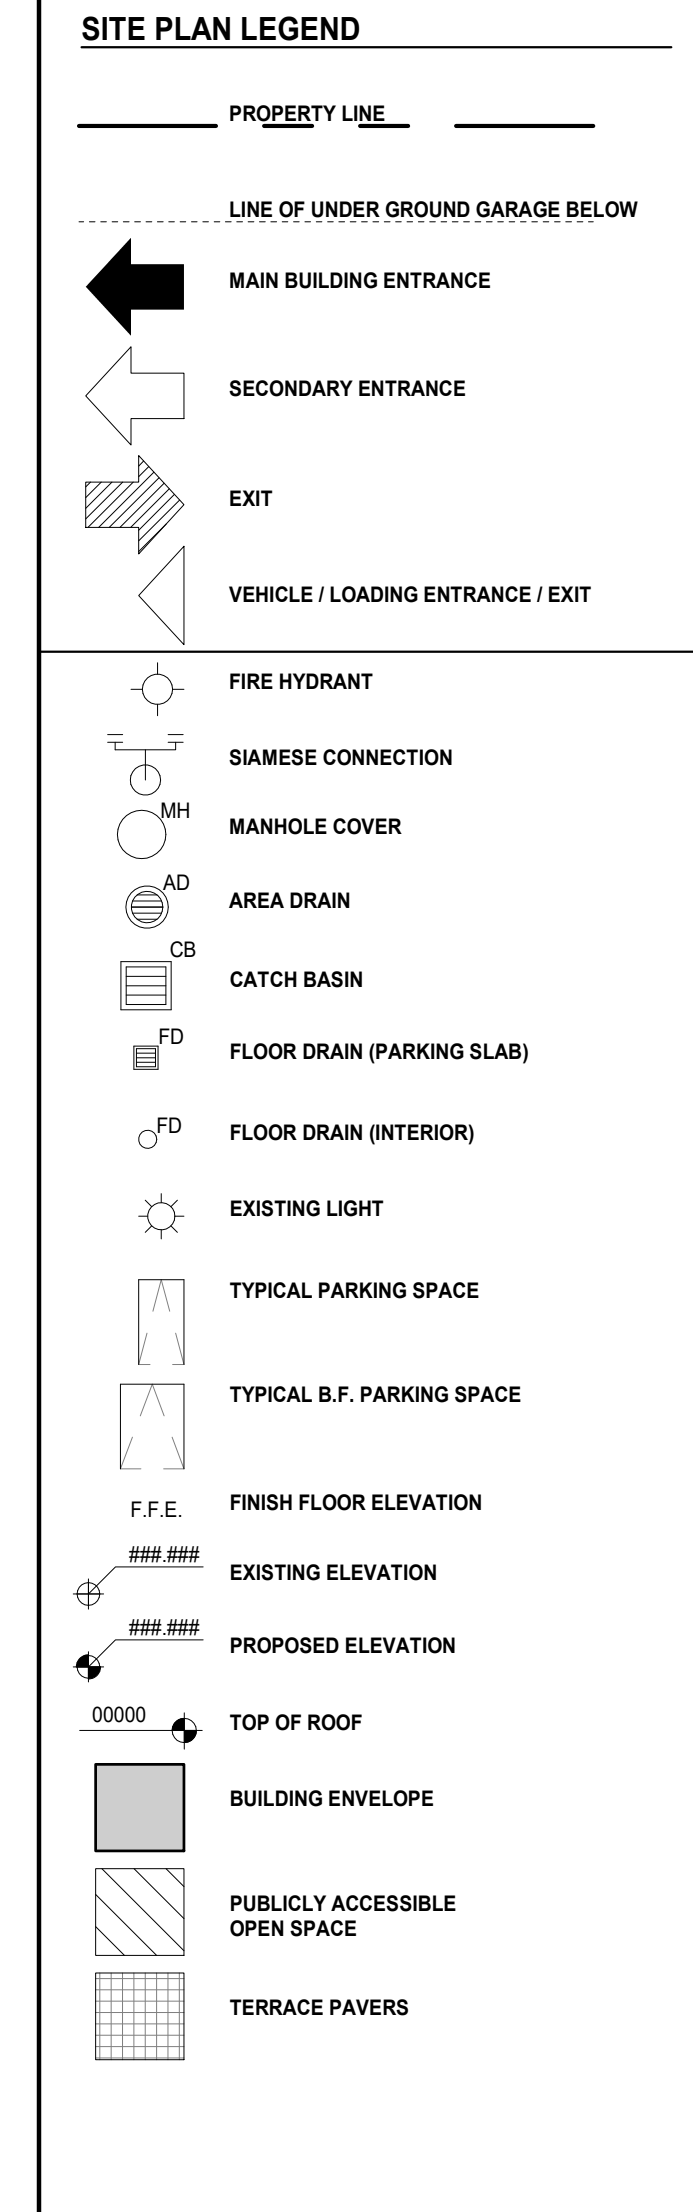 SITE PLAN LEGEND
PROPERTY LINE
LINE OF UNDER GROUND GARAGE BELOW
MAIN BUILDING ENTRANCE
SECONDARY ENTRANCE
EXIT
VEHICLE / LOADING ENTRANCE / EXIT
FIRE HYDRANT
SIAMESE CONNECTION
MH
MANHOLE COVER
AD
AREA DRAIN
CB
CATCH BASIN
FD
FLOOR DRAIN (PARKING SLAB)
FD
FLOOR DRAIN (INTERIOR)
EXISTING LIGHT
TYPICAL PARKING SPACE
TYPICAL B.F. PARKING SPACE
F.F.E. FINISH FLOOR ELEVATION
###.###
EXISTING ELEVATION
###.###
PROPOSED ELEVATION
00000 TOP OF ROOF
BUILDING ENVELOPE
PUBLICLY ACCESSIBLE
OPEN SPACE
TERRACE PAVERS